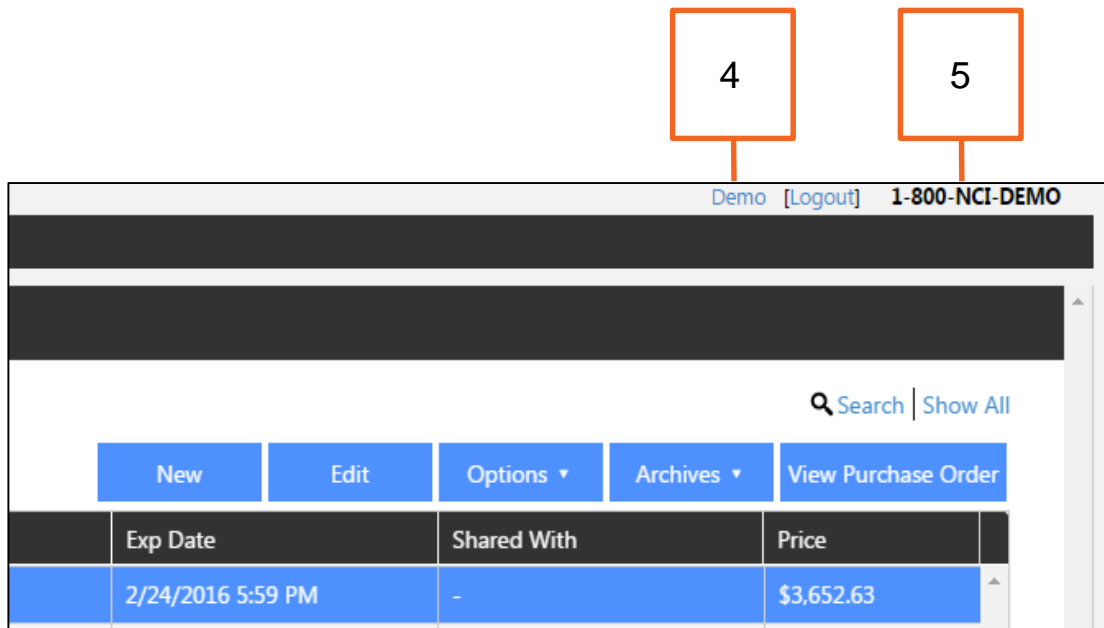 4 5
Demo [Logout] 1-800-NCI-DEMO
Search Show All
New Edit Options Archives View Purchase Order
Exp Date Shared With Price
2/24/2016 5:59 PM - $3,652.63